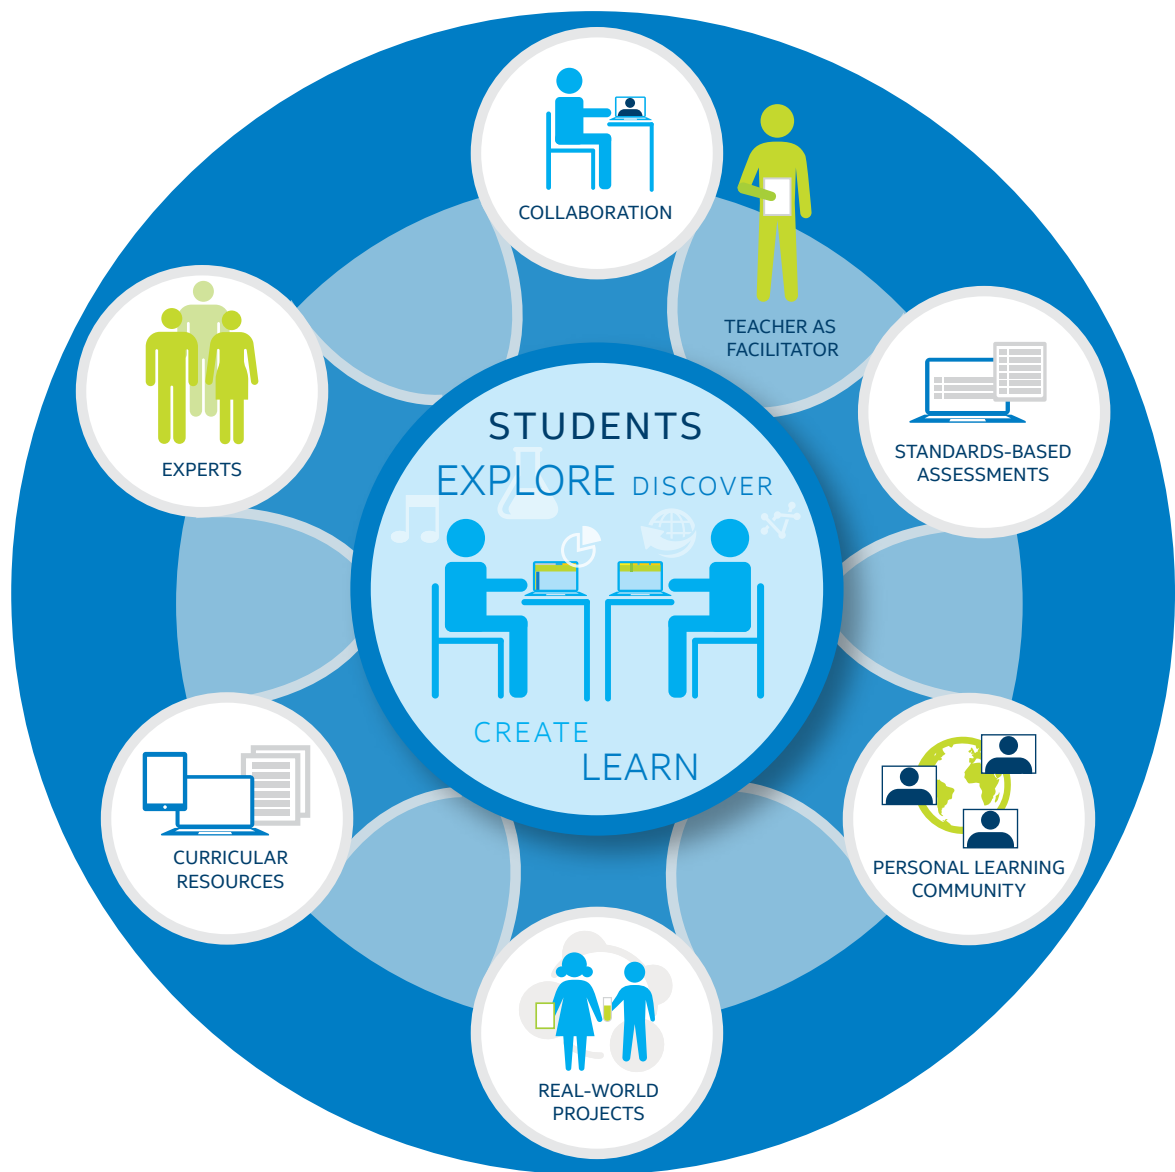 COLLABORATION
TEACHER AS
FACILITATOR
STANDARDS-BASED
ASSESSMENTS
EXPERTS
STUDENTS
EXPLORE DISCOVER
CREATE
LEARN
CURRICULAR
RESOURCES
PERSONAL LEARNING
COMMUNITY
REAL-WORLD
PROJECTS